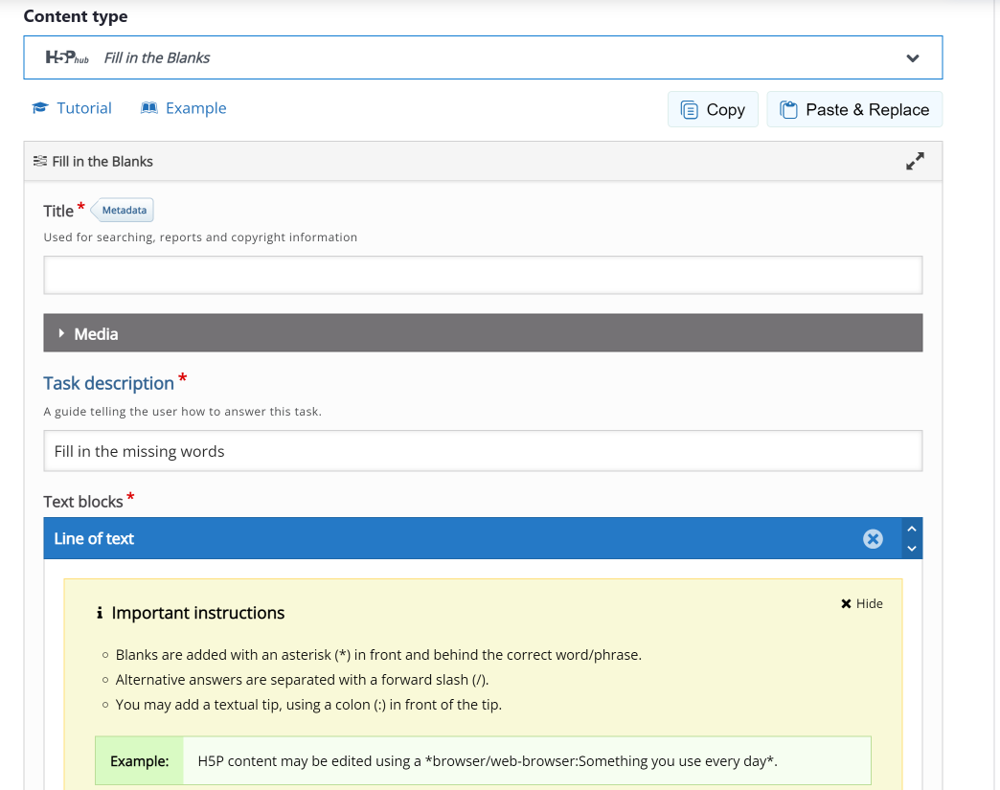 Content type
H5P hub Fill in the Blanks
Tutorial Example Copy Paste & Replace
Fill in the Blanks
Title * Metadata
Used for searching, reports and copyright information
Media
Task description *
A guide telling the user how to answer this task.
Fill in the missing words
Text blocks *
Line of text
Important instructions Hide
Blanks are added with an asterisk (*) in front and behind the correct word/phrase.
Alternative answers are separated with a forward slash (/).
You may add a textual tip, using a colon (:) in front of the tip.
Example: H5P content may be edited using a *browser/web-browser:Something you use every day*.